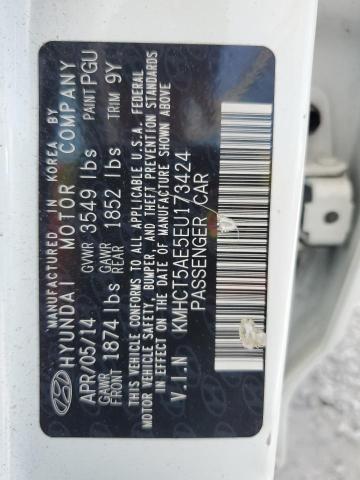 MANUFACTURED IN KOREA BY
HYUNDAI MOTOR COMPANY
APR/05/14 GVWR 3549 lbs PAINT PGU
GAWR FRONT 1874 lbs GAWR REAR 1852 lbs TRIM 9Y
THIS VEHICLE CONFORMS TO ALL APPLICABLE U.S.A. FEDERAL
MOTOR VEHICLE SAFETY, BUMPER, AND THEFT PREVENTION STANDARDS
IN EFFECT ON THE DATE OF MANUFACTURE SHOWN ABOVE
V.I.N KMHCT5AE5EU173424
PASSENGER CAR